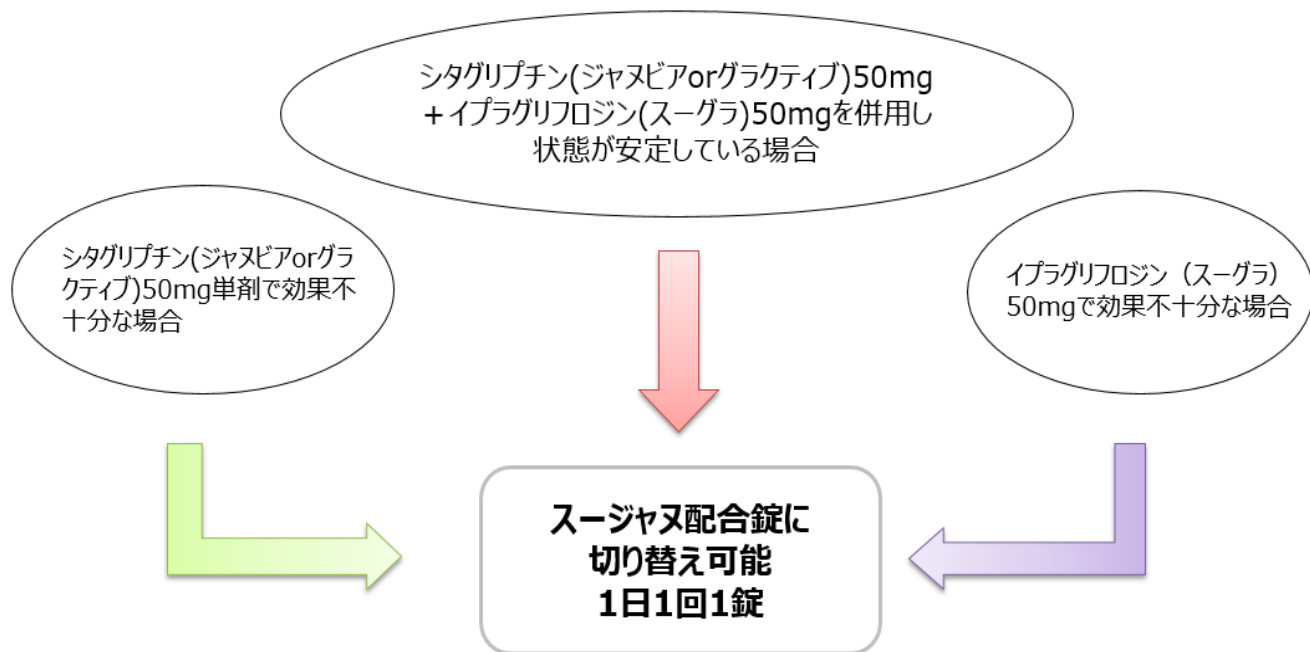 シタグリプチン(ジャヌビアorグラクティブ)50mg
＋イプラグリフロジン(スーグラ)50mgを併用し
状態が安定している場合
シタグリプチン(ジャヌビアorグラ
クティブ)50mg単剤で効果不
十分な場合
イプラグリフロジン（スーグラ）
50mgで効果不十分な場合
スージャヌ配合錠に
切り替え可能
1日1回1錠